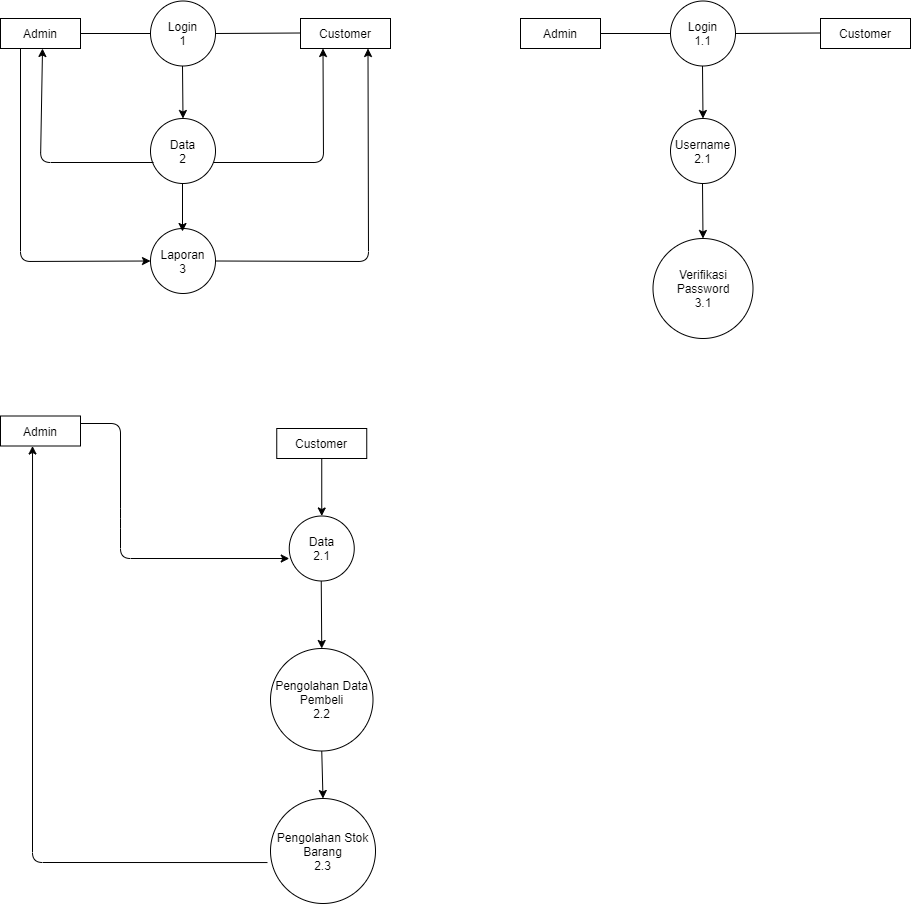 Admin
Login
1
Customer
Data
2
Laporan
3
Admin
Login
1.1
Customer
Username
2.1
Verifikasi
Password
3.1
Admin
Customer
Data
2.1
Pengolahan Data
Pembeli
2.2
Pengolahan Stok
Barang
2.3